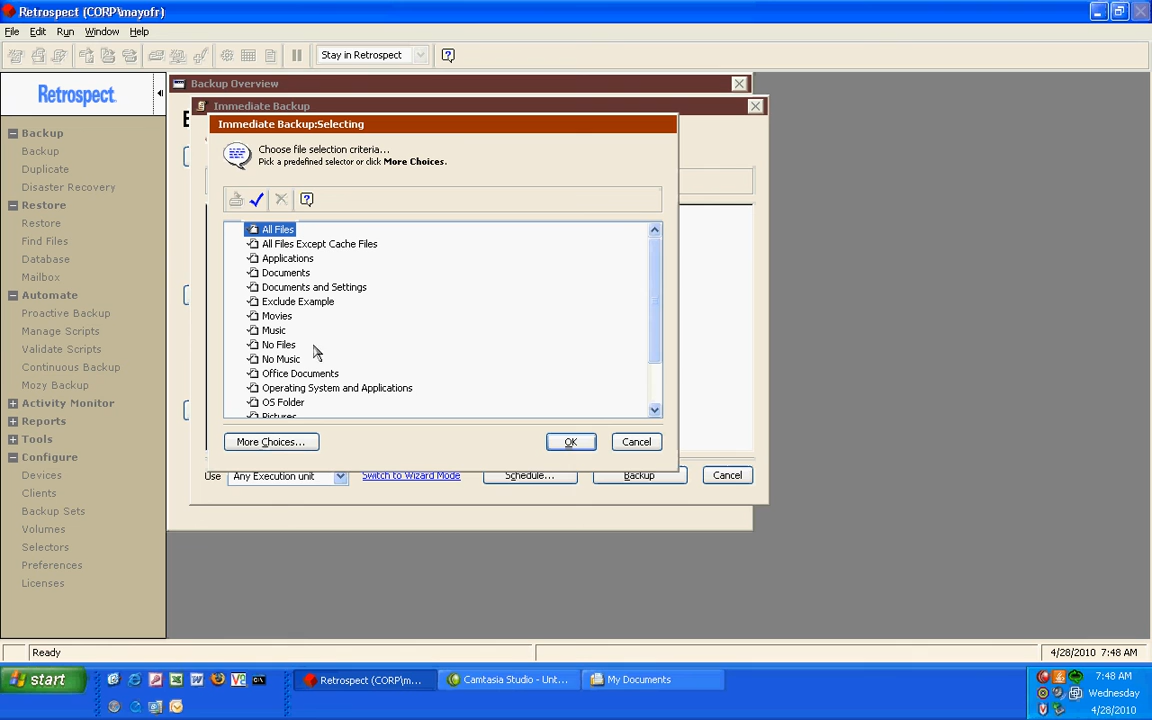 Retrospect (CORP\mayofr)
File Edit Run Window Help
Stay in Retrospect
Retrospect
Backup
Backup
Duplicate
Disaster Recovery
Restore
Restore
Find Files
Database
Mailbox
Automate
Proactive Backup
Manage Scripts
Validate Scripts
Continuous Backup
Mozy Backup
Activity Monitor
Reports
Tools
Configure
Devices
Clients
Backup Sets
Volumes
Selectors
Preferences
Licenses
Backup Overview
Immediate Backup
Immediate Backup:Selecting
Choose file selection criteria...
Pick a predefined selector or click More Choices.
All Files
All Files Except Cache Files
Applications
Documents
Documents and Settings
Exclude Example
Movies
Music
No Files
No Music
Office Documents
Operating System and Applications
OS Folder
Pictures
More Choices... OK Cancel
Use Any Execution unit Switch to Wizard Mode Schedule... Backup Cancel
Ready 4/28/2010 7:48 AM
start Retrospect (CORP\m... Camtasia Studio - Unt... My Documents
7:48 AM
Wednesday
4/28/2010